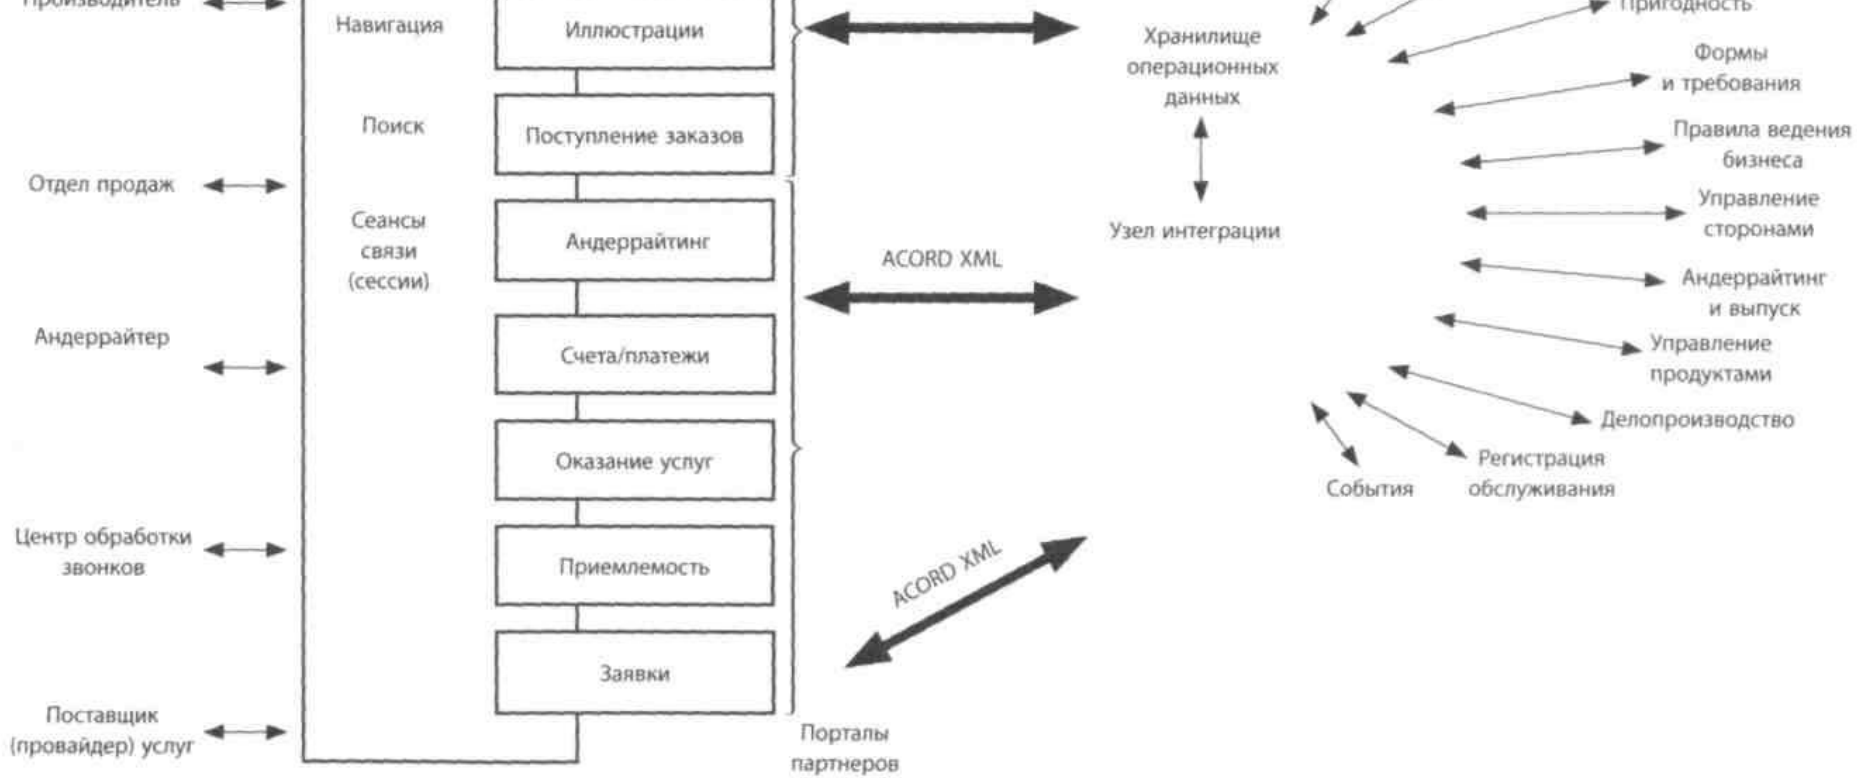 Производитель
Навигация
Иллюстрации
Поиск
Поступление заказов
Отдел продаж
Сеансы
связи
(сессии)
Андеррайтинг
Андеррайтер
Счета/платежи
Оказание услуг
Центр обработки
звонков
Приемлемость
Заявки
Поставщик
(провайдер) услуг
Порталы
партнеров
ACORD XML
ACORD XML
Хранилище
операционных
данных
Узел интеграции
Пригодность
Формы
и требования
Правила ведения
бизнеса
Управление
сторонами
Андеррайтинг
и выпуск
Управление
продуктами
Делопроизводство
Регистрация
обслуживания
События